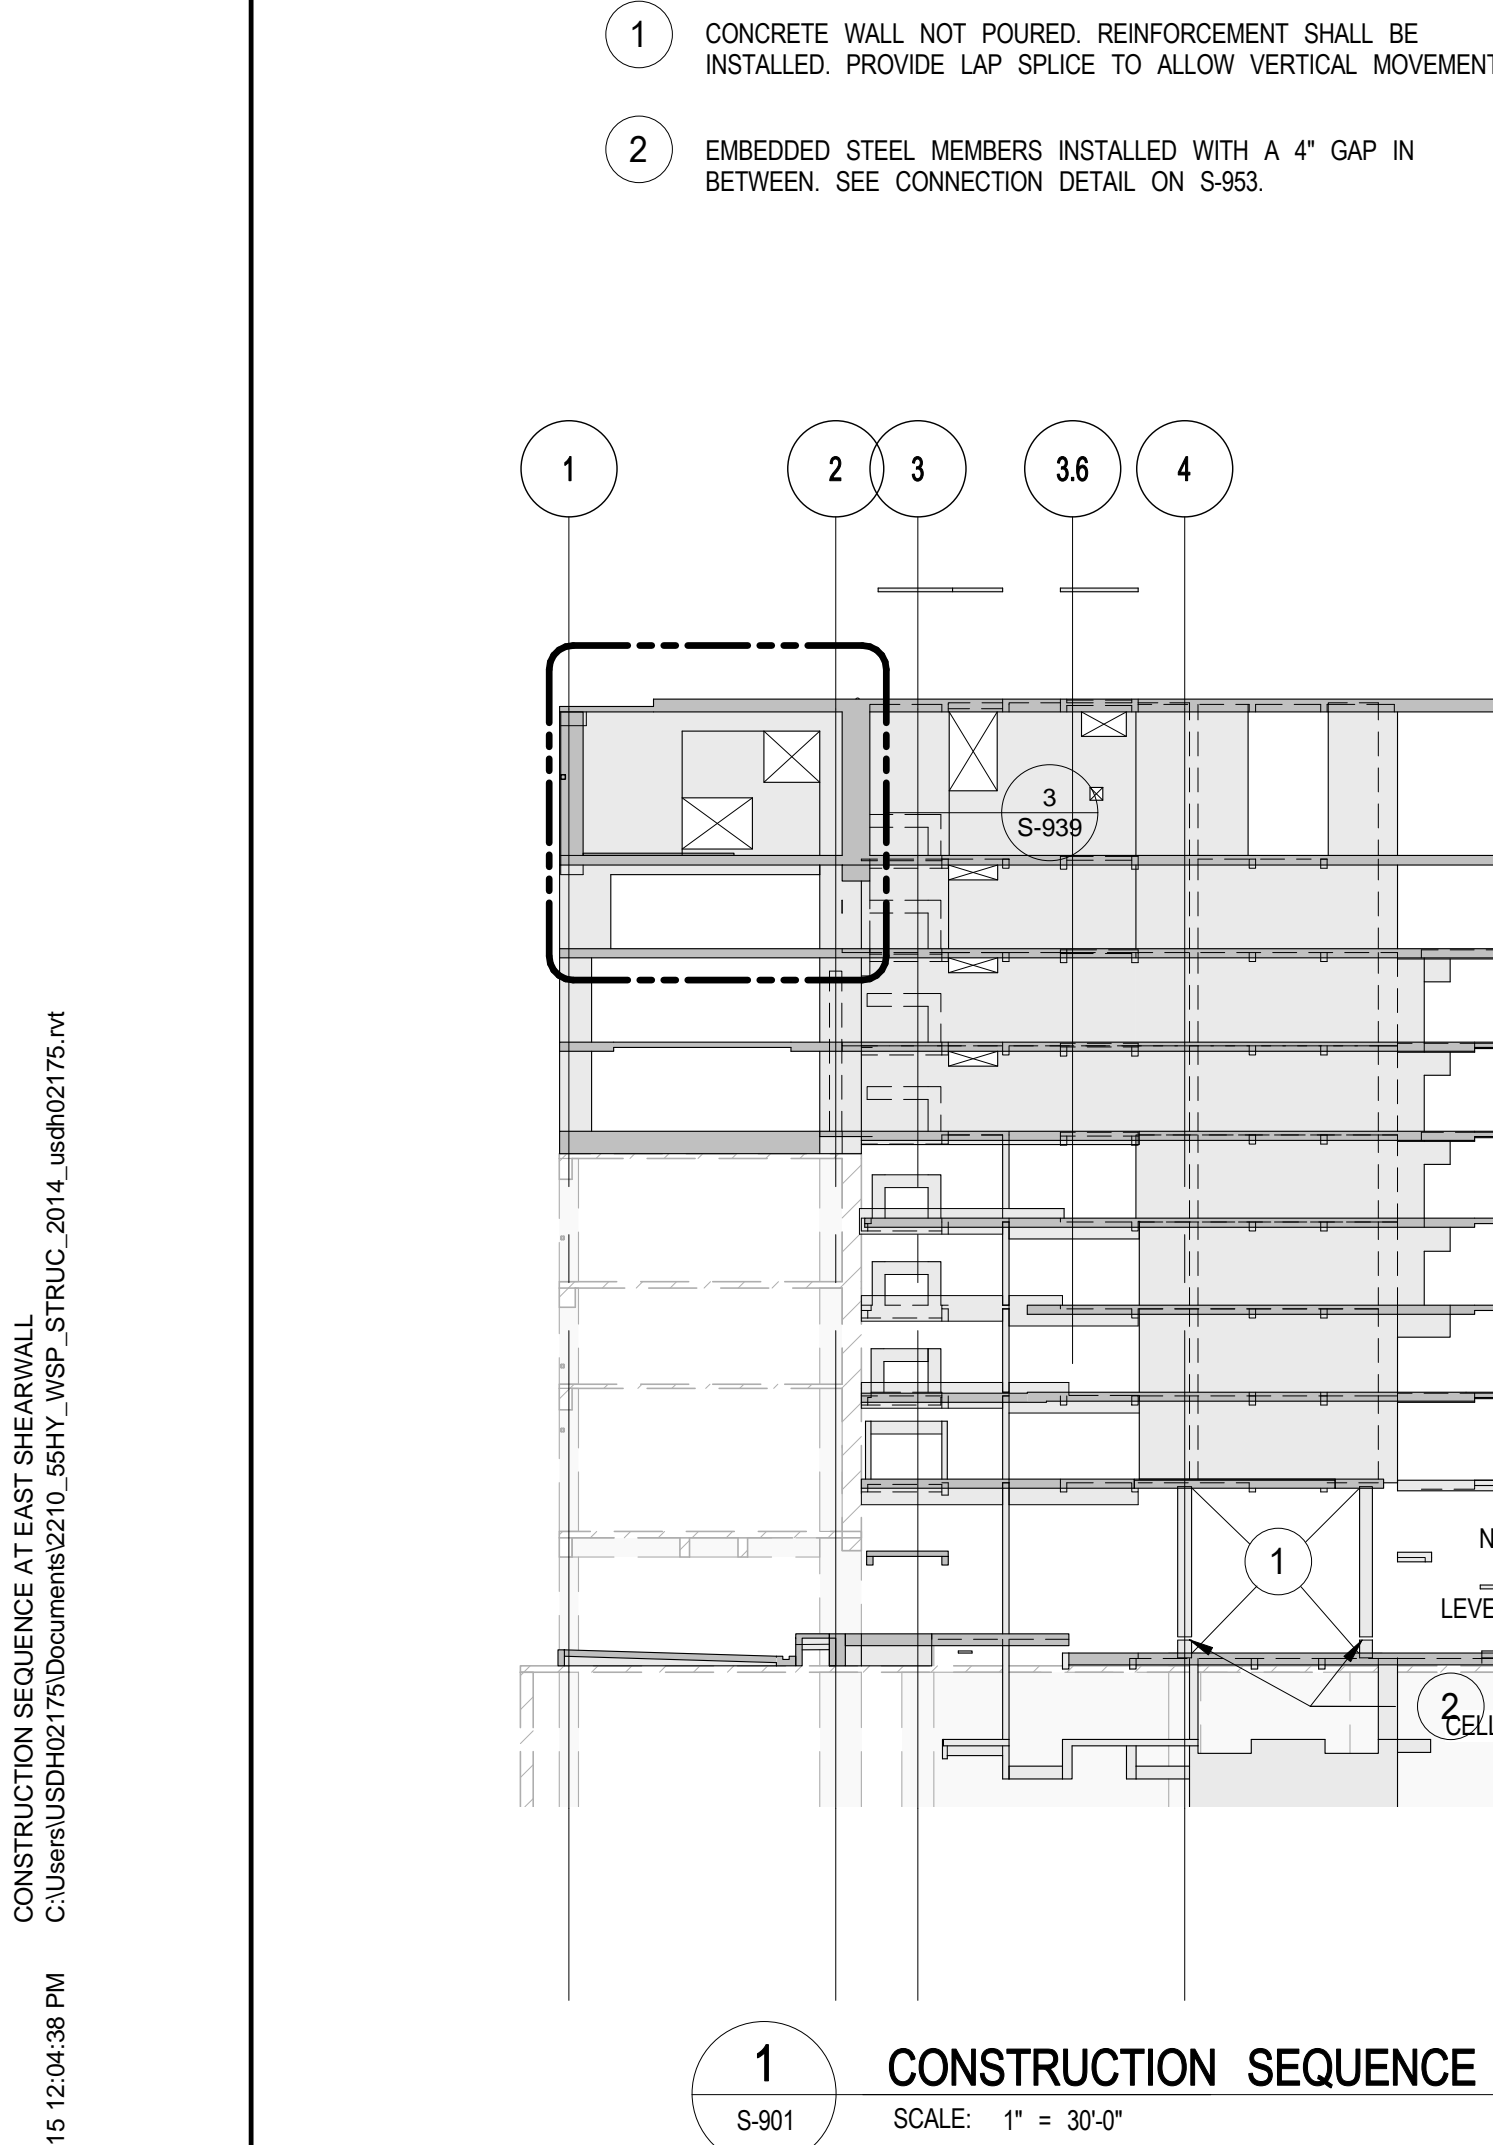 1
CONCRETE WALL NOT POURED. REINFORCEMENT SHALL BE
INSTALLED. PROVIDE LAP SPLICE TO ALLOW VERTICAL MOVEMENT
2
EMBEDDED STEEL MEMBERS INSTALLED WITH A 4" GAP IN
BETWEEN. SEE CONNECTION DETAIL ON S-953.
1 2 3 3.6 4
3
S-939
1
N
LEVE
2
CELL
1
S-901
CONSTRUCTION SEQUENCE
SCALE: 1" = 30'-0"
CONSTRUCTION SEQUENCE AT EAST SHEARWALL
15 12:04:38 PM C:\Users\USDH02175\Documents\2210_55HY_WSP_STRUC_2014_usdh02175.rvt